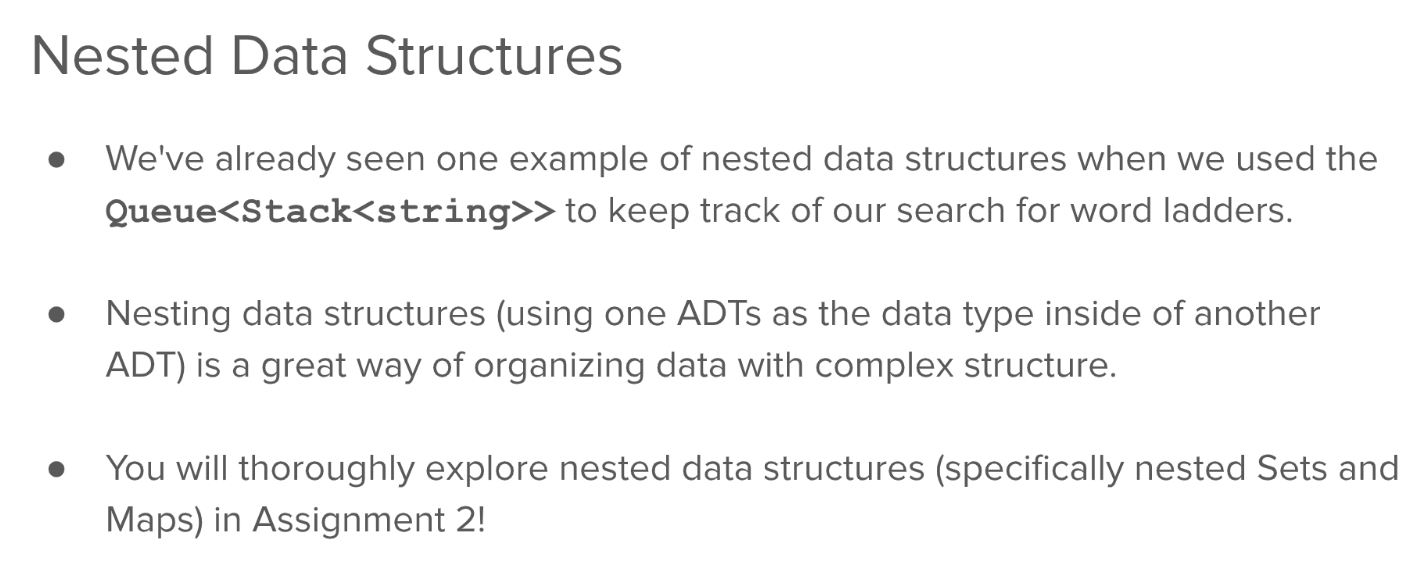 Nested Data Structures
● We've already seen one example of nested data structures when we used the
Queue<Stack<string>> to keep track of our search for word ladders.
● Nesting data structures (using one ADTs as the data type inside of another
ADT) is a great way of organizing data with complex structure.
● You will thoroughly explore nested data structures (specifically nested Sets and
Maps) in Assignment 2!